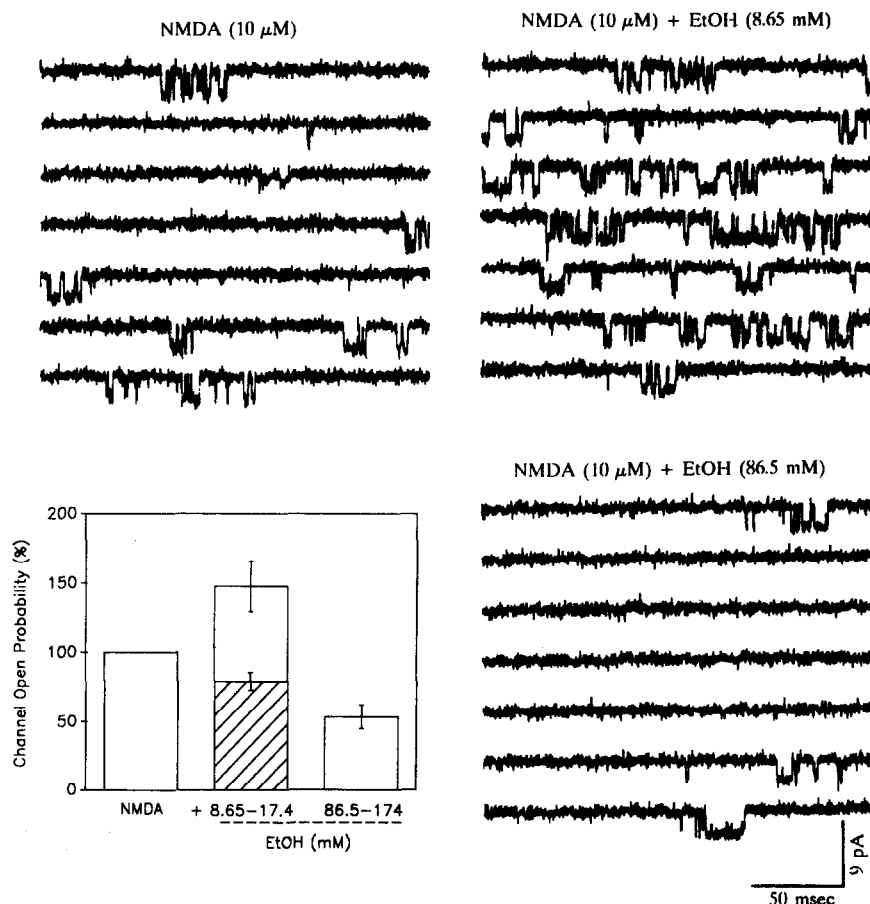 NMDA (10 μM)
NMDA (10 μM) + EtOH (8.65 mM)
NMDA (10 μM) + EtOH (86.5 mM)
200
150
100
50
0
Channel Open Probability (%)
NMDA
+ 8.65–17.4
86.5–174
EtOH (mM)
9 pA
50 msec